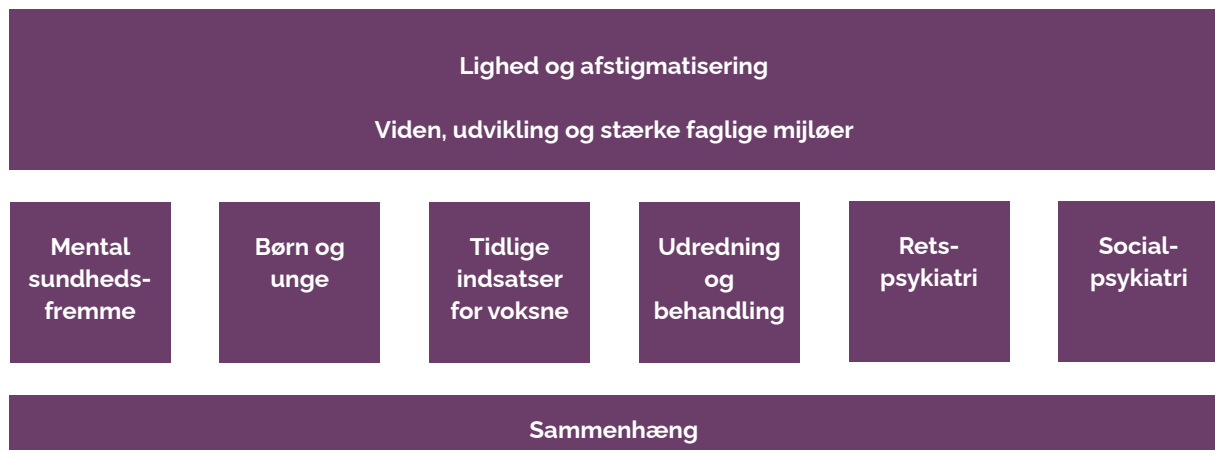 Lighed og afstigmatisering
Viden, udvikling og stærke faglige mijløer
Mental
sundheds-
fremme
Børn og
unge
Tidlige
indsatser
for voksne
Udredning
og
behandling
Rets-
psykiatri
Social-
psykiatri
Sammenhæng